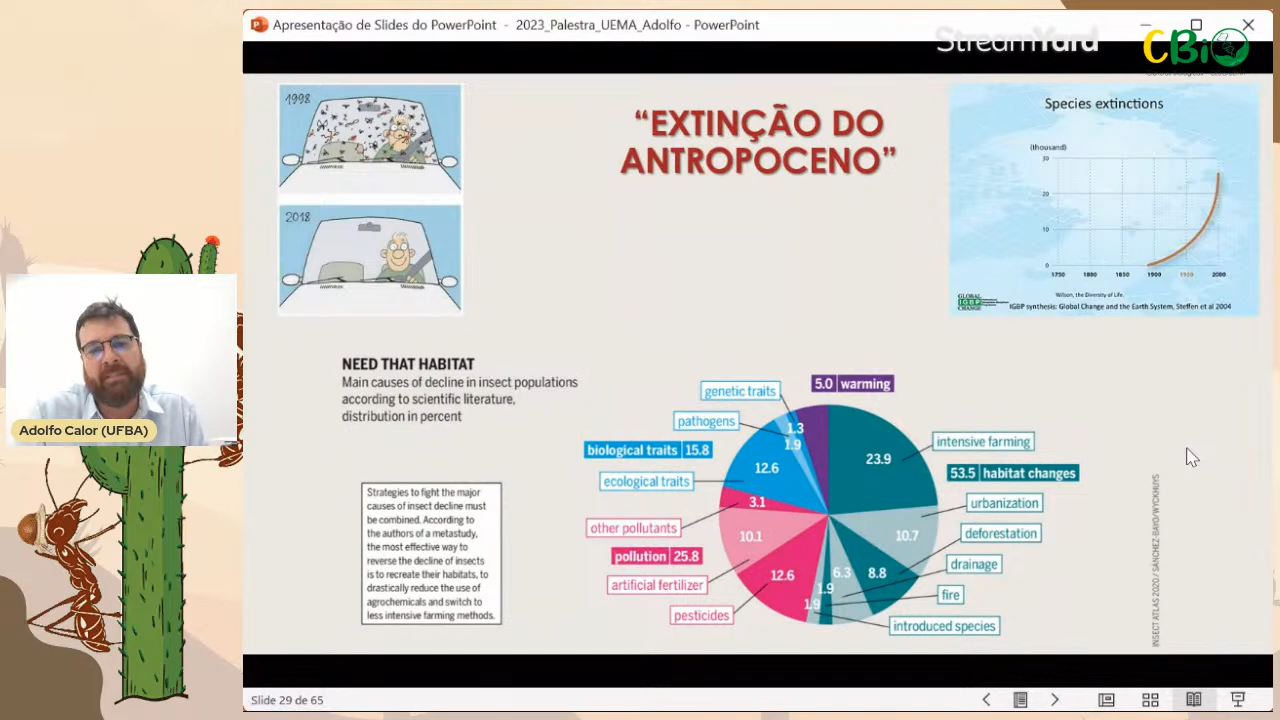 Apresentação de Slides do PowerPoint - 2023_Palestra_UEMA_Adolfo - PowerPoint
StreamYard
CBiO
1998
2018
"EXTINÇÃO DO
ANTROPOCENO"
Species extinctions
(thousand)
30
20
10
0
1750 1800 1850 1900 1950 2000
Wilson, the Diversity of Life.
GLOBAL
IGBP
CHANGE
IGBP synthesis: Global Change and the Earth System, Steffen et al 2004
NEED THAT HABITAT
Main causes of decline in insect populations
according to scientific literature,
distribution in percent
Strategies to fight the major
causes of insect decline must
be combined. According to
the authors of a metastudy,
the most effective way to
reverse the decline of insects
is to recreate their habitats, to
drastically reduce the use of
agrochemicals and switch to
less intensive farming methods.
5.0 warming
genetic traits
1.3
pathogens
1.9
biological traits 15.8
12.6
ecological traits
3.1
other pollutants
10.1
pollution 25.8
artificial fertilizer
12.6
pesticides
23.9
intensive farming
53.5 habitat changes
urbanization
10.7
deforestation
8.8
drainage
6.3
fire
1.9
introduced species
1.9
INSECT ATLAS 2020 / SÁNCHEZ-BAYO/WYCKHUYS
Adolfo Calor (UFBA)
Slide 29 de 65